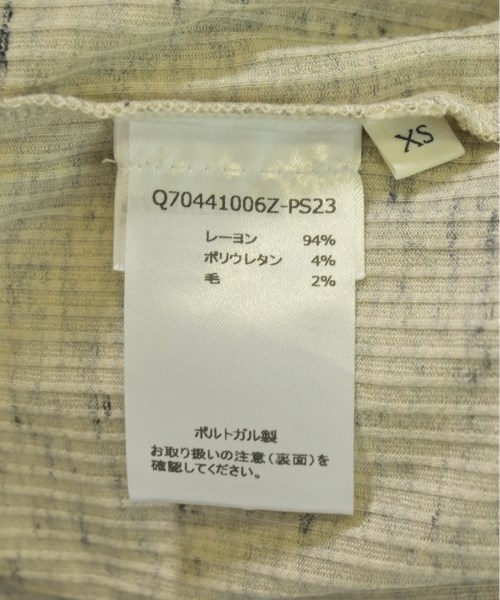 XS
Q70441006Z-PS23
レーヨン 94%
ポリウレタン 4%
毛 2%
ポルトガル製
お取り扱いの注意(裏面)を
確認してください。